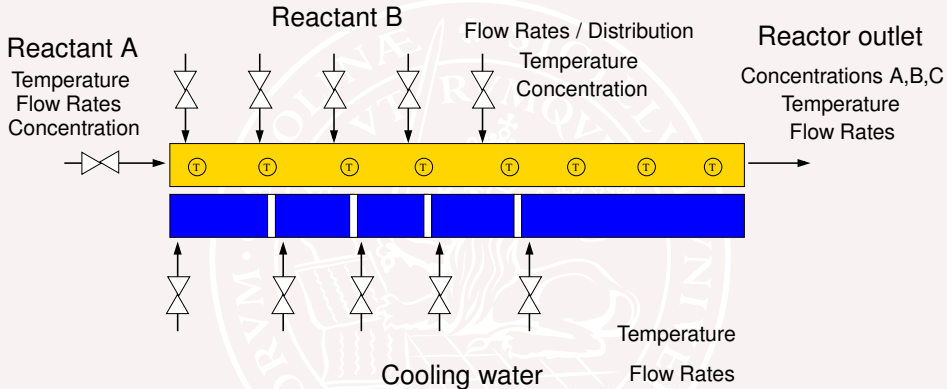 Reactant B
Reactant A
Temperature
Flow Rates
Concentration
Flow Rates / Distribution
Temperature
Concentration
Reactor outlet
Concentrations A,B,C
Temperature
Flow Rates
T T T T T T T T
Temperature
Flow Rates
Cooling water